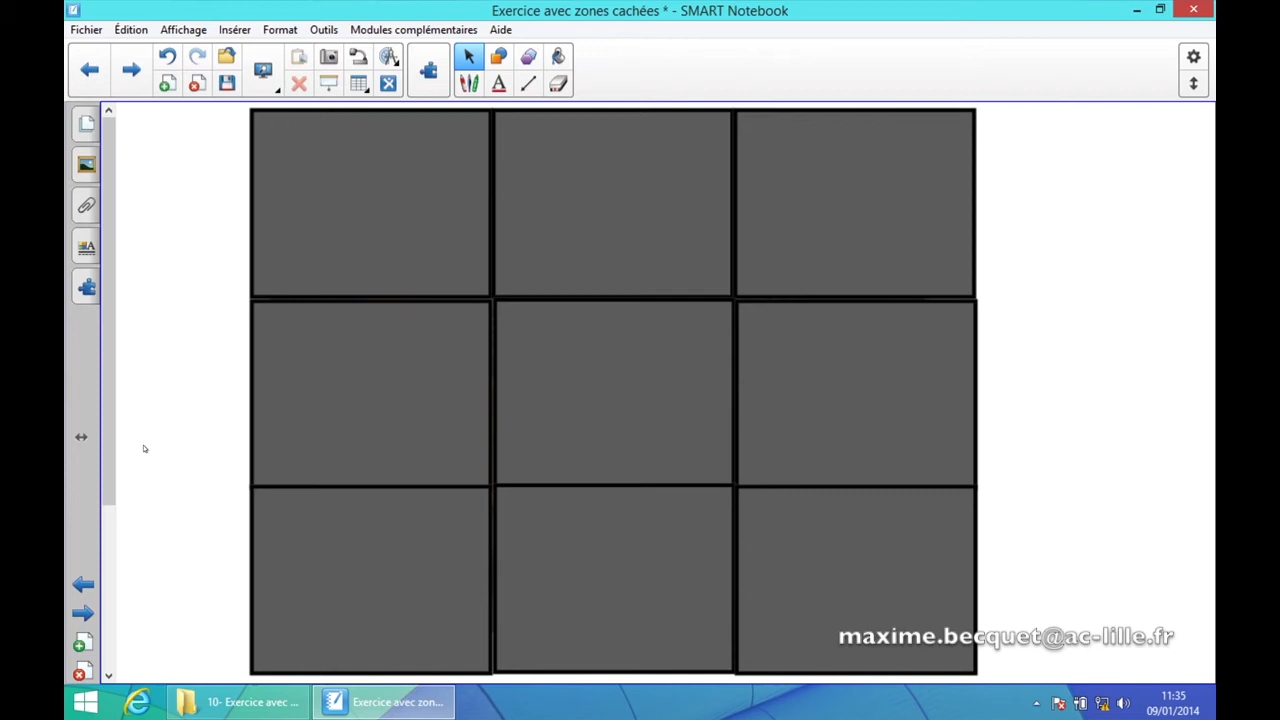 Exercice avec zones cachées * - SMART Notebook
Fichier Édition Affichage Insérer Format Outils Modules complémentaires Aide
maxime.becquet@ac-lille.fr
10- Exercice avec ... Exercice avec zon...
11:35
09/01/2014